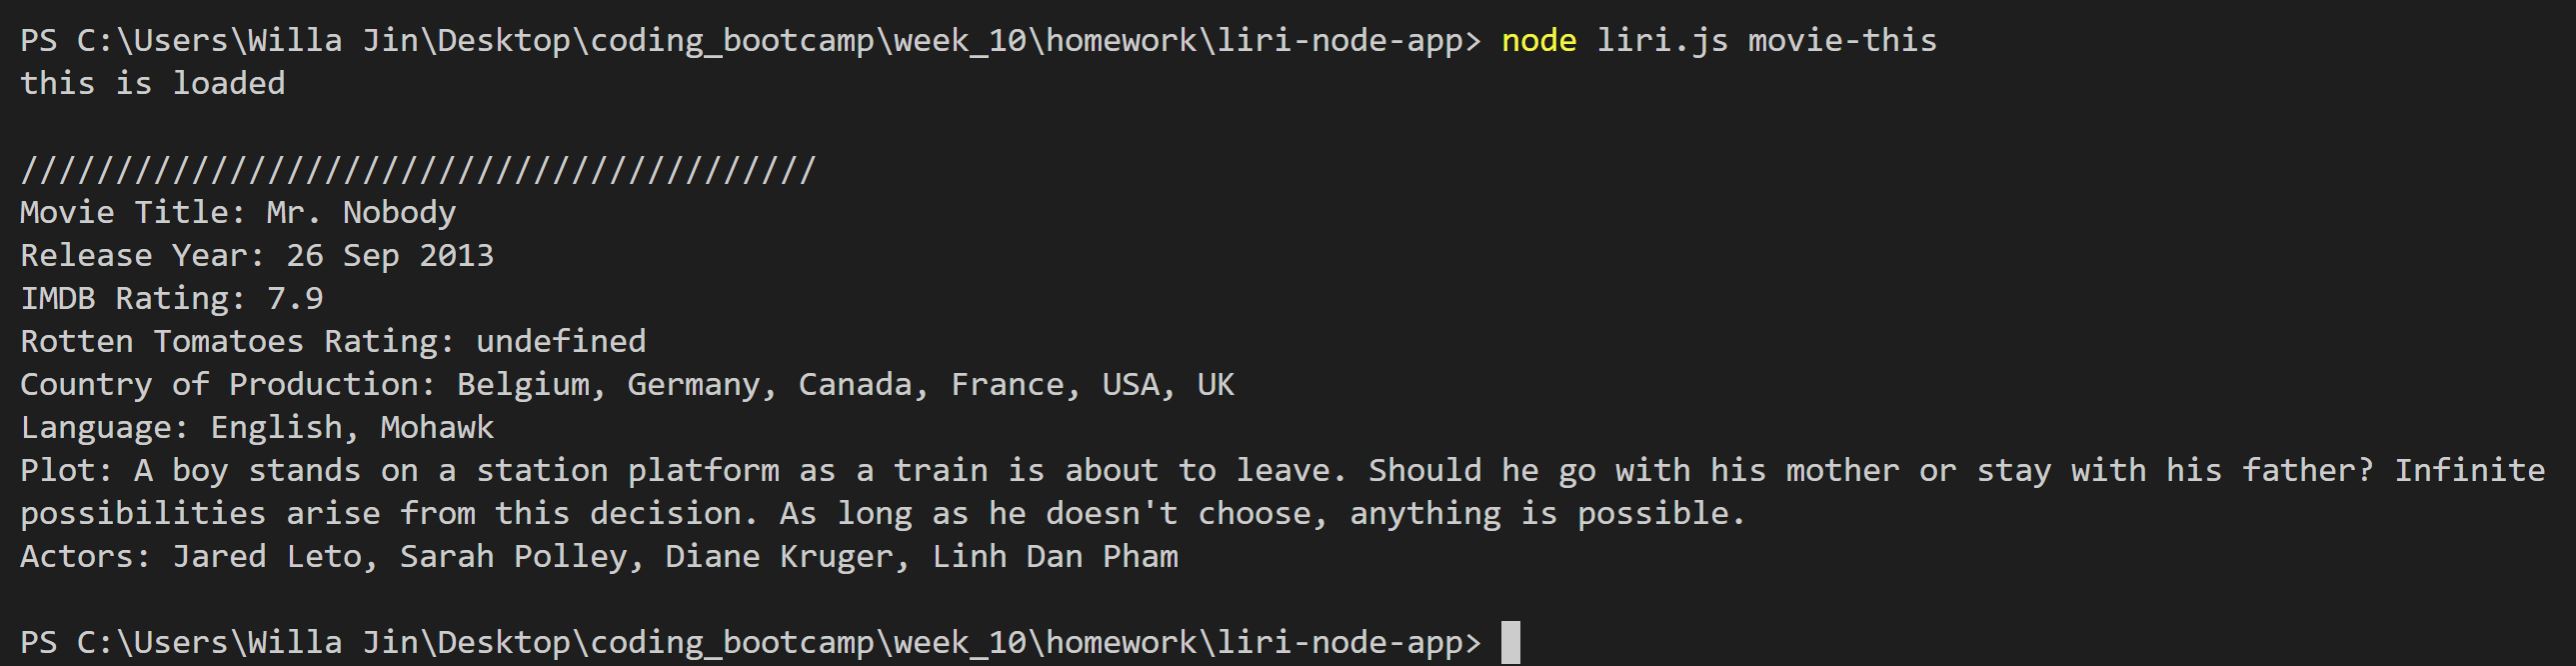 PS C:\Users\Willa Jin\Desktop\coding_bootcamp\week_10\homework\liri-node-app> node liri.js movie-this
this is loaded
//////////////////////////////////////////
Movie Title: Mr. Nobody
Release Year: 26 Sep 2013
IMDB Rating: 7.9
Rotten Tomatoes Rating: undefined
Country of Production: Belgium, Germany, Canada, France, USA, UK
Language: English, Mohawk
Plot: A boy stands on a station platform as a train is about to leave. Should he go with his mother or stay with his father? Infinite
possibilities arise from this decision. As long as he doesn't choose, anything is possible.
Actors: Jared Leto, Sarah Polley, Diane Kruger, Linh Dan Pham
PS C:\Users\Willa Jin\Desktop\coding_bootcamp\week_10\homework\liri-node-app>